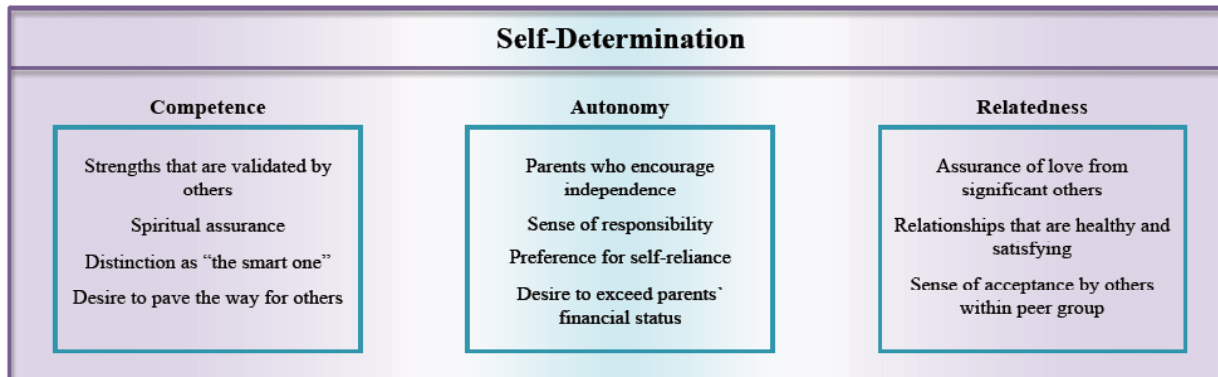 Self-Determination
Competence
Strengths that are validated by
others
Spiritual assurance
Distinction as “the smart one”
Desire to pave the way for others
Autonomy
Parents who encourage
independence
Sense of responsibility
Preference for self-reliance
Desire to exceed parents`
financial status
Relatedness
Assurance of love from
significant others
Relationships that are healthy and
satisfying
Sense of acceptance by others
within peer group